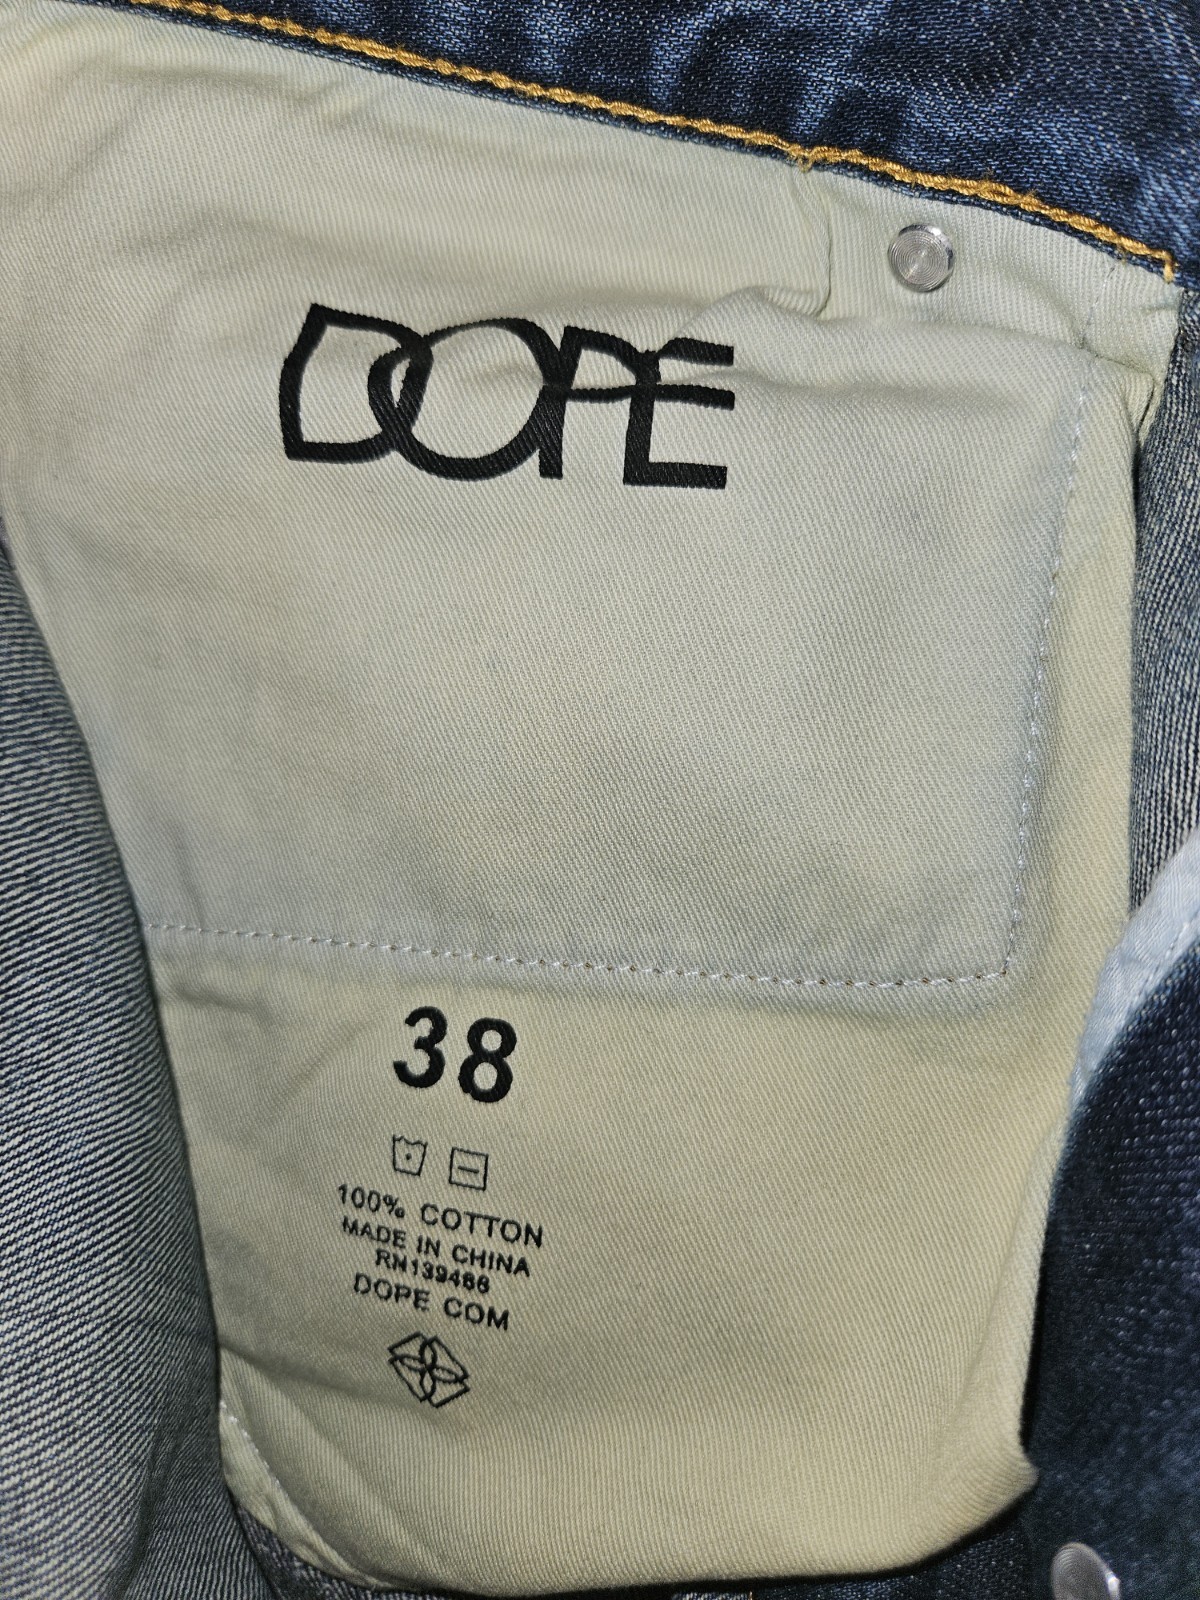 DOPE
38
100% COTTON
MADE IN CHINA
RN139486
DOPE COM